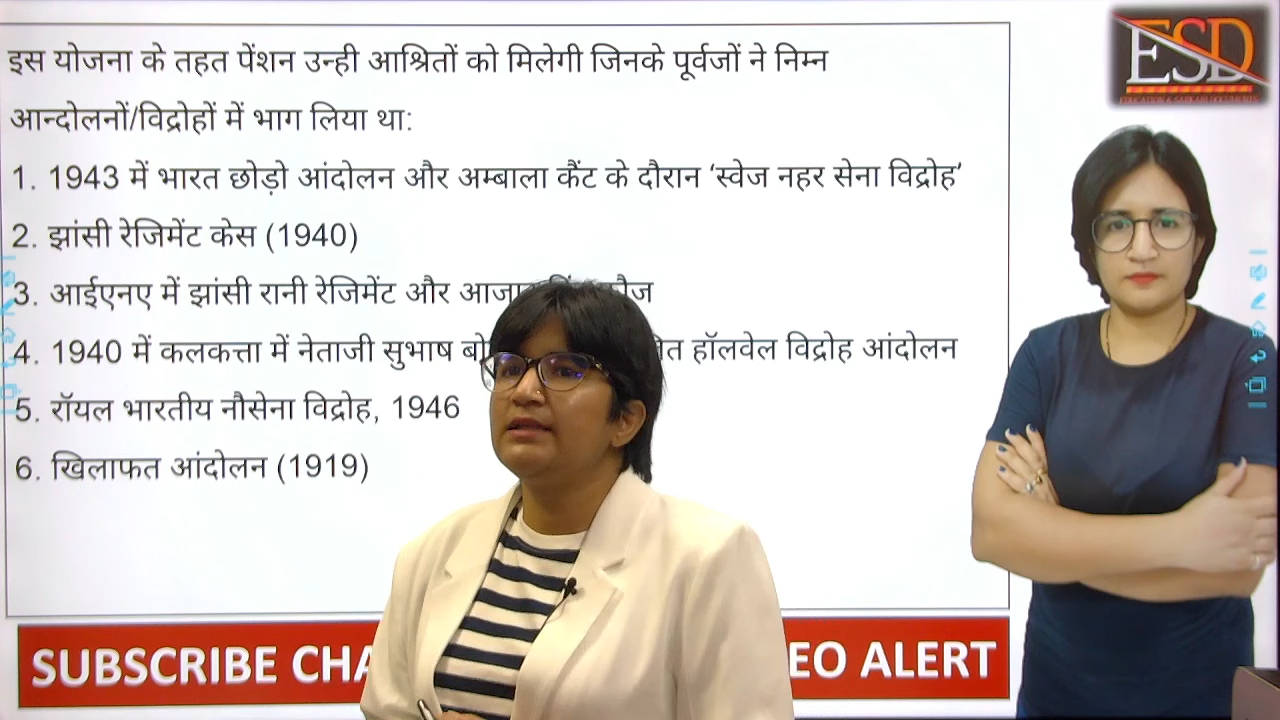 इस योजना के तहत पेंशन उन्ही आश्रितों को मिलेगी जिनके पूर्वजों ने निम्न
आन्दोलनों/विद्रोहों में भाग लिया था:
1. 1943 में भारत छोड़ो आंदोलन और अम्बाला कैंट के दौरान ‘स्वेज नहर सेना विद्रोह’
2. झांसी रेजिमेंट केस (1940)
3. आईएनए में झांसी रानी रेजिमेंट और
4. 1940 में कलकत्ता में नेताजी सुभाष हॉलवेल विद्रोह आंदोलन
5. रॉयल भारतीय नौसेना विद्रोह, 1946
6. खिलाफत आंदोलन (1919)
SUBSCRIBE ALERT
ESD